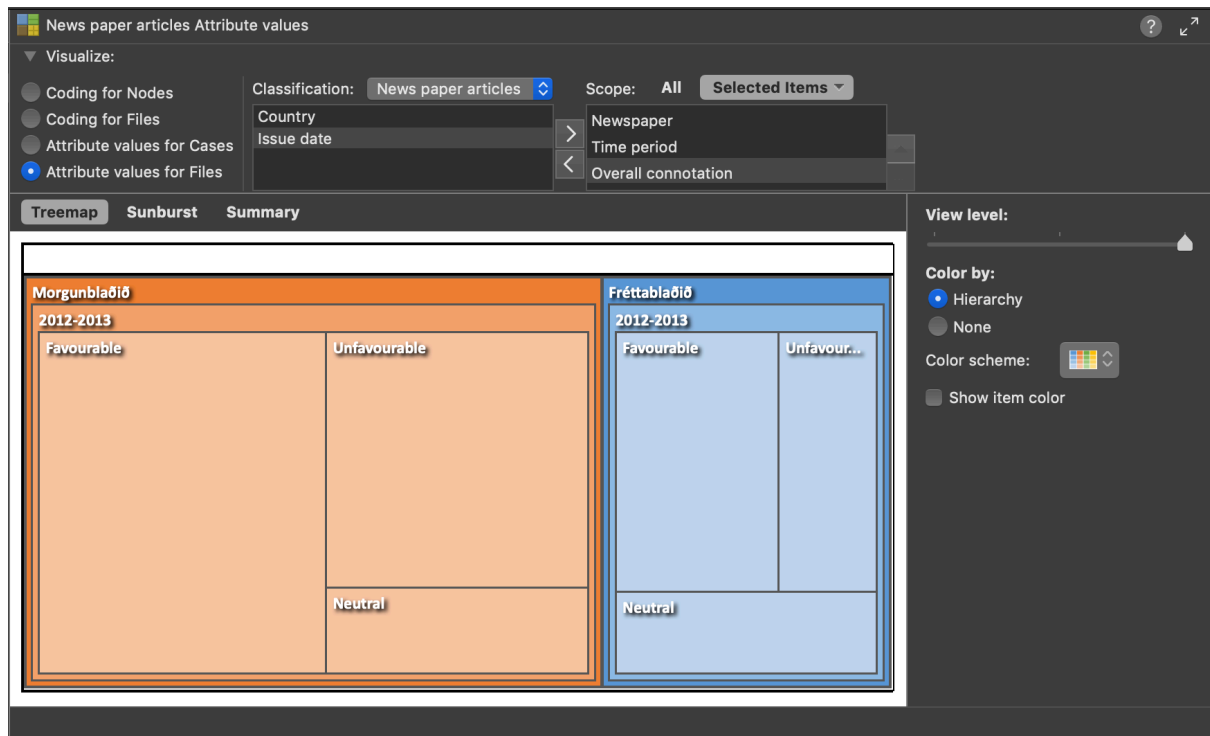 News paper articles Attribute values
?
Visualize:
Coding for Nodes
Coding for Files
Attribute values for Cases
Attribute values for Files
Classification: News paper articles
Country
Issue date
Scope: All Selected Items
Newspaper
Time period
Overall connotation
Treemap Sunburst Summary
Morgunblaðið
2012-2013
Favourable
Unfavourable
Neutral
Fréttablaðið
2012-2013
Favourable
Unfavour...
Neutral
View level:
Color by:
Hierarchy
None
Color scheme:
Show item color